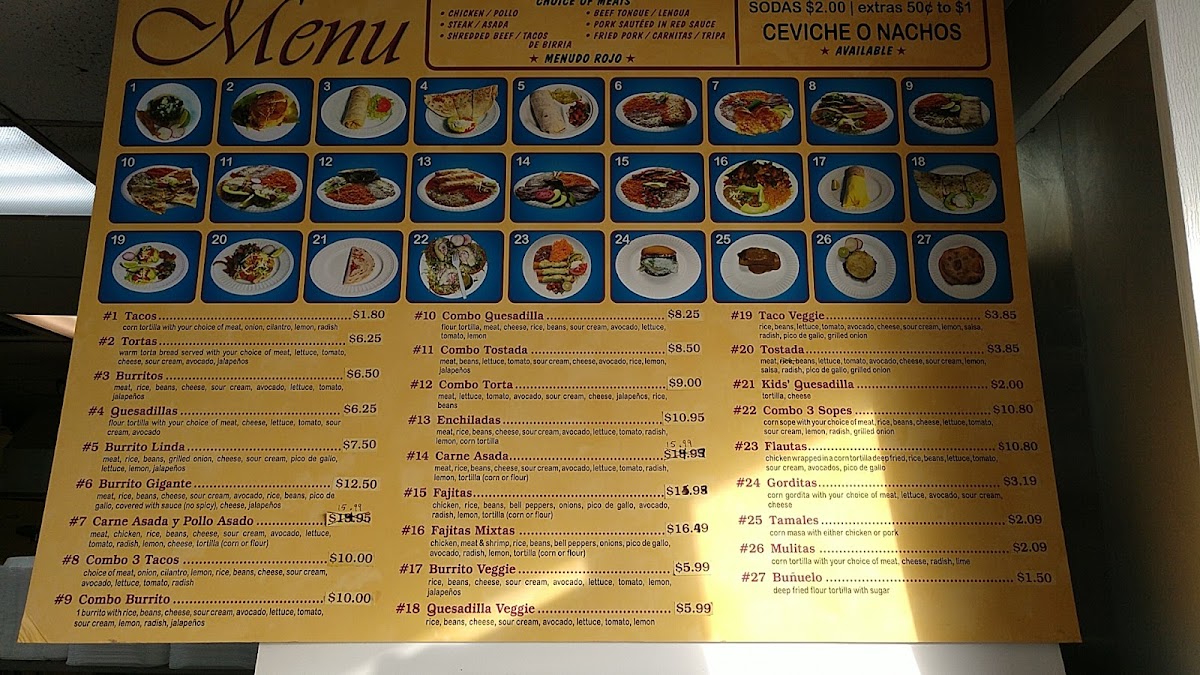 Menu
CHOICE OF MEATS
• CHICKEN / POLLO
• STEAK / ASADA
• SHREDDED BEEF / TACOS
DE BIRRIA
• BEEF TONGUE / LENGUA
• PORK SAUTÉED IN RED SAUCE
• FRIED PORK / CARNITAS / TRIPA
★ MENUDO ROJO ★
SODAS $2.00 | extras 50¢ to $1
CEVICHE O NACHOS
★ AVAILABLE ★
1 2 3 4 5 6 7 8 9
10 11 12 13 14 15 16 17 18
19 20 21 22 23 24 25 26 27
#1 Tacos $1.80
corn tortilla with your choice of meat, onion, cilantro, lemon, radish
#2 Tortas $6.25
warm torta bread served with your choice of meat, lettuce, tomato,
cheese, sour cream, avocado, jalapeños
#3 Burritos $6.50
meat, rice, beans, cheese, sour cream, avocado, lettuce, tomato,
jalapeños
#4 Quesadillas $6.25
flour tortilla with your choice of meat, cheese, lettuce, tomato, sour
cream, avocado
#5 Burrito Linda $7.50
meat, rice, beans, grilled onion, cheese, sour cream, pico de gallo,
lettuce, lemon, jalapeños
#6 Burrito Gigante $12.50
meat, rice, beans, cheese, sour cream, avocado, rice, beans, pico de
gallo, covered with sauce (no spicy), cheese, jalapeños
15.99
#7 Carne Asada y Pollo Asado
meat, chicken, rice, beans, cheese, sour cream, avocado, lettuce,
tomato, radish, lemon, cheese, tortilla (corn or flour)
#8 Combo 3 Tacos $10.00
choice of meat, onion, cilantro, lemon, rice, beans, cheese, sour cream,
avocado, lettuce, tomato, radish
#9 Combo Burrito $10.00
1 burrito with rice, beans, cheese, sour cream, avocado, lettuce, tomato,
sour cream, lemon, radish, jalapeños
#10 Combo Quesadilla $8.25
flour tortilla, meat, cheese, rice, beans, sour cream, avocado, lettuce,
tomato, lemon
#11 Combo Tostada $8.50
meat, beans, lettuce, tomato, sour cream, cheese, avocado, rice, lemon,
jalapeños
#12 Combo Torta $9.00
meat, lettuce, tomato, avocado, sour cream, cheese, jalapeños, rice,
beans
#13 Enchiladas $10.95
meat, rice, beans, cheese, sour cream, avocado, lettuce, tomato, radish,
lemon, corn tortilla
15.99
#14 Carne Asada
meat, rice, beans, cheese, sour cream, avocado, lettuce, tomato, radish,
lemon, tortilla (corn or flour)
#15 Fajitas
chicken, rice, beans, bell peppers, onions, pico de gallo, avocado,
radish, lemon, tortilla (corn or flour)
#16 Fajitas Mixtas $16.49
chicken, meat & shrimp, rice, beans, bell peppers, onions, pico de gallo,
avocado, radish, lemon, tortilla (corn or flour)
#17 Burrito Veggie $5.99
rice, beans, cheese, sour cream, avocado, lettuce, tomato, lemon,
jalapeños
#18 Quesadilla Veggie $5.99
rice, beans, cheese, sour cream, avocado, lettuce, tomato, lemon
#19 Taco Veggie $3.85
rice, beans, lettuce, tomato, avocado, cheese, sour cream, lemon, salsa,
radish, pico de gallo, grilled onion
#20 Tostada $3.85
meat, rice, beans, lettuce, tomato, avocado, cheese, sour cream, lemon,
salsa, radish, pico de gallo, grilled onion
#21 Kids' Quesadilla $2.00
tortilla, cheese
#22 Combo 3 Sopes $10.80
corn sope with your choice of meat, rice, beans, cheese, lettuce, tomato,
sour cream, lemon, radish, grilled onion
#23 Flautas $10.80
chicken wrapped in a corn tortilla deep fried, rice, beans, lettuce, tomato,
sour cream, avocados, pico de gallo
#24 Gorditas $3.19
corn gordita with your choice of meat, lettuce, avocado, sour cream,
cheese
#25 Tamales $2.09
corn masa with either chicken or pork
#26 Mulitas $2.09
corn tortilla with your choice of meat, cheese, radish, lime
#27 Buñuelo $1.50
deep fried flour tortilla with sugar